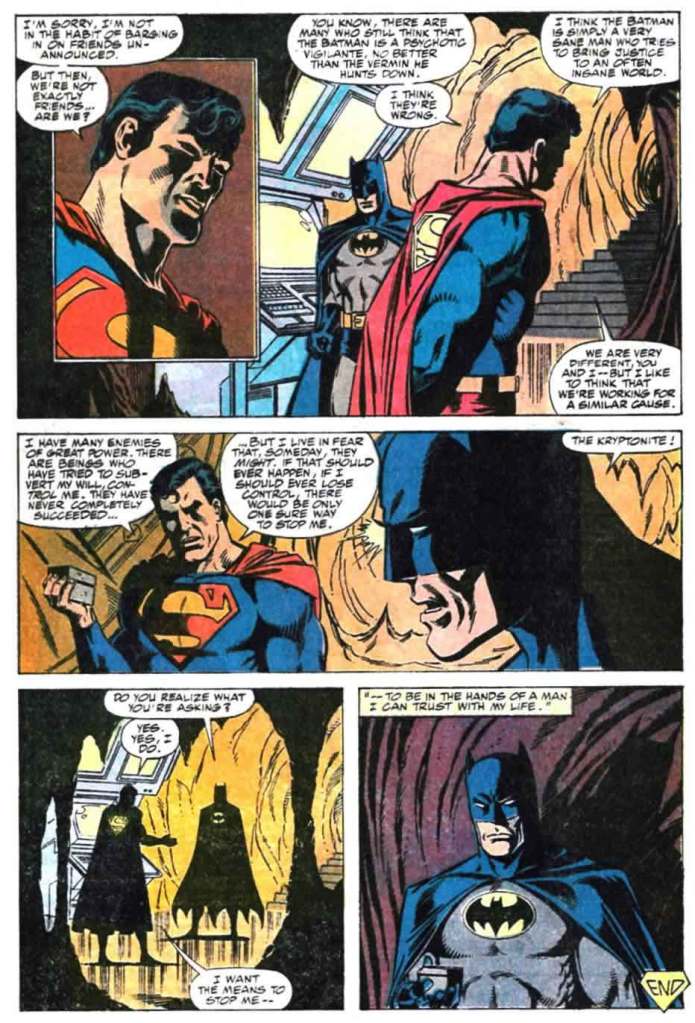 I'M SORRY, I'M NOT
IN THE HABIT OF BARGING
IN ON FRIENDS UN-
ANNOUNCED.
BUT THEN,
WE'RE NOT
EXACTLY
FRIENDS...
ARE WE?
YOU KNOW, THERE ARE
MANY WHO STILL THINK THAT
THE BATMAN IS A PSYCHOTIC
VIGILANTE, NO BETTER
THAN THE VERMIN HE
HUNTS DOWN.
I THINK
THEY'RE
WRONG.
I THINK THE BATMAN
IS SIMPLY A VERY
SANE MAN WHO TRIES
TO BRING JUSTICE
TO AN OFTEN
INSANE WORLD.
WE ARE VERY
DIFFERENT, YOU
AND I -- BUT I LIKE
TO THINK THAT
WE'RE WORKING FOR
A SIMILAR CAUSE.
I HAVE MANY ENEMIES
OF GREAT POWER. THERE
ARE BEINGS WHO
HAVE TRIED TO SUB-
VERT MY WILL, CON-
TROL ME. THEY HAVE
NEVER COMPLETELY
SUCCEEDED...
...BUT I LIVE IN FEAR
THAT, SOMEDAY, THEY
MIGHT. IF THAT SHOULD
EVER HAPPEN, IF I
SHOULD EVER LOSE
CONTROL, THERE
WOULD BE ONLY
ONE SURE WAY
TO STOP ME.
THE KRYPTONITE!
DO YOU REALIZE WHAT
YOU'RE ASKING?
YES.
YES, I
DO.
I WANT
THE MEANS TO
STOP ME --
"-- TO BE IN THE HANDS OF A MAN
I CAN TRUST WITH MY LIFE."
END